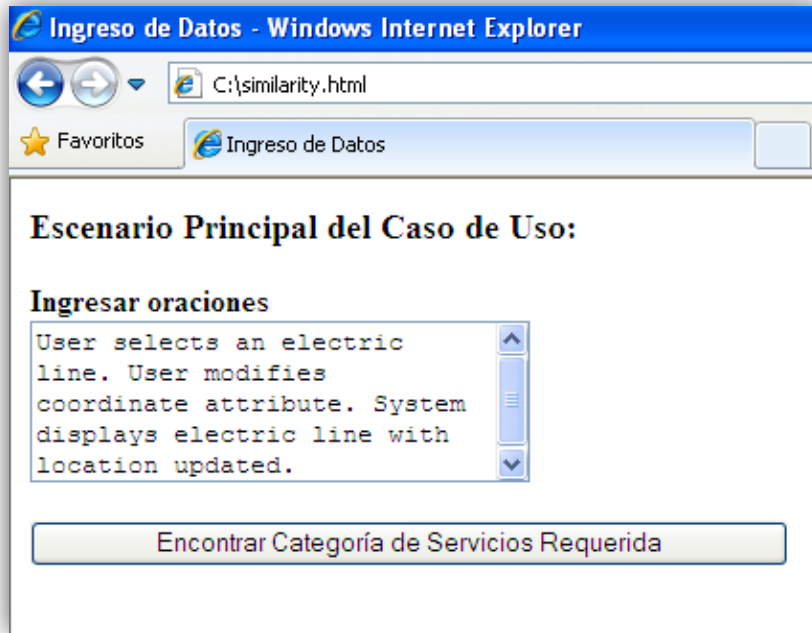 Ingreso de Datos - Windows Internet Explorer
C:\similarity.html
Favoritos
Ingreso de Datos
Escenario Principal del Caso de Uso:
Ingresar oraciones
User selects an electric
line. User modifies
coordinate attribute. System
displays electric line with
location updated.
Encontrar Categoría de Servicios Requerida